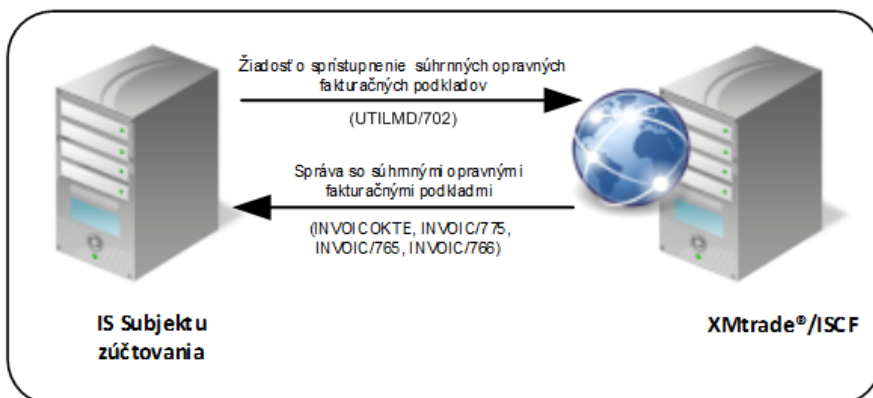 Žiadosť o sprístupnenie súhrnných opravných
fakturačných podkladov
(UTILMD/702)
Správa so súhrnnými opravnými
fakturačnými podkladmi
(INVOICOKTE, INVOIC/775,
INVOIC/765, INVOIC/766)
IS Subjektu
zúčtovania
XMtrade®/ISCF